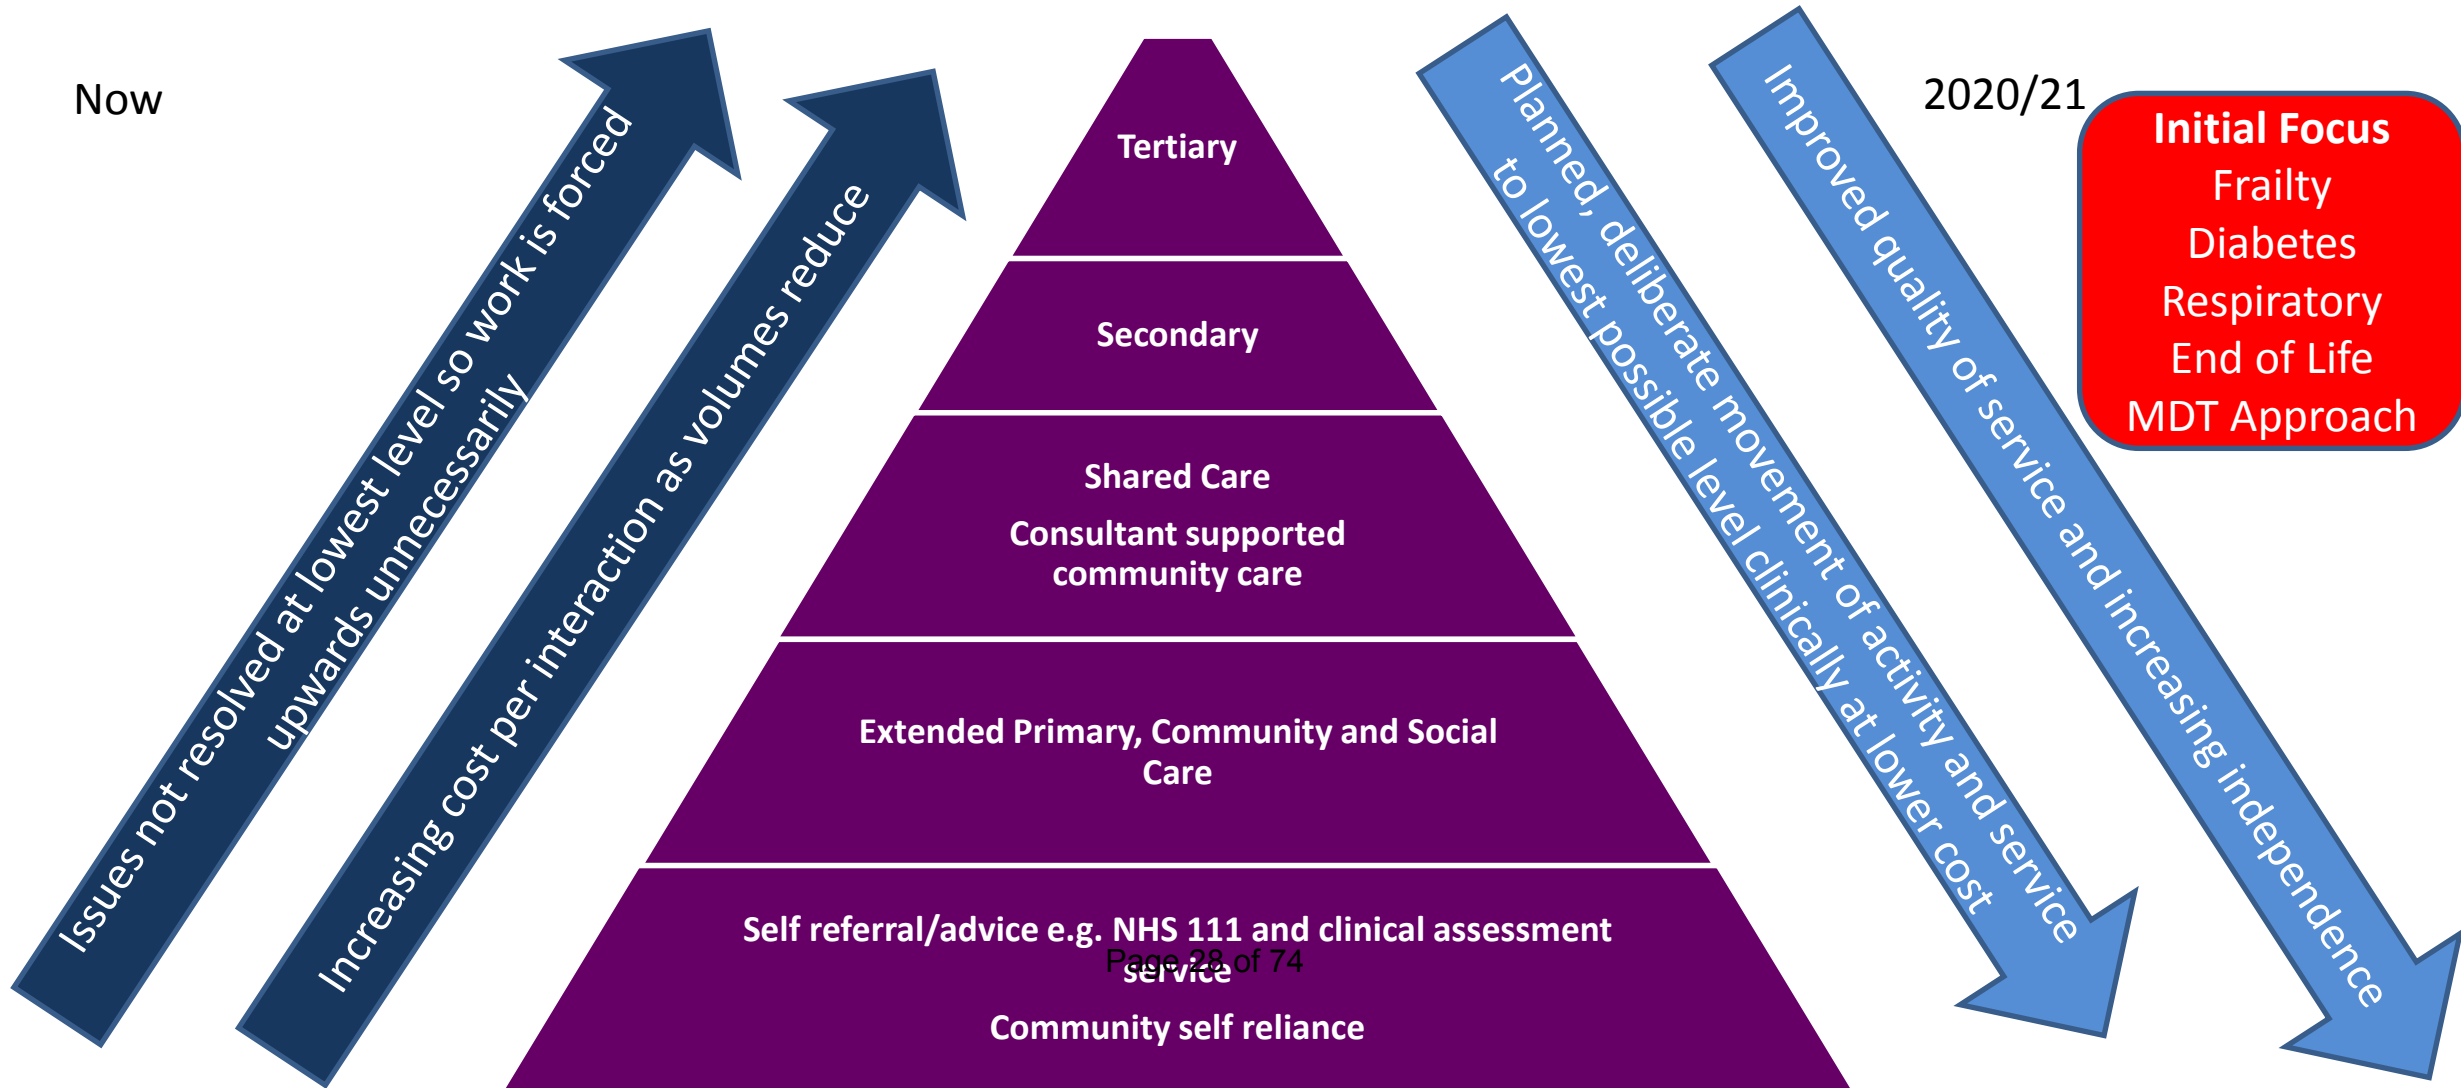 Now
Issues not resolved at lowest level so work is forced
upwards unnecessarily
Increasing cost per interaction as volumes reduce
Tertiary
Secondary
Shared Care
Consultant supported
community care
Extended Primary, Community and Social
Care
Self referral/advice e.g. NHS 111 and clinical assessment
service
Page 28 of 74
Community self reliance
Planned, deliberate movement of activity and service
to lowest possible level clinically at lower cost
Improved quality of service and increasing independence
2020/21
Initial Focus
Frailty
Diabetes
Respiratory
End of Life
MDT Approach